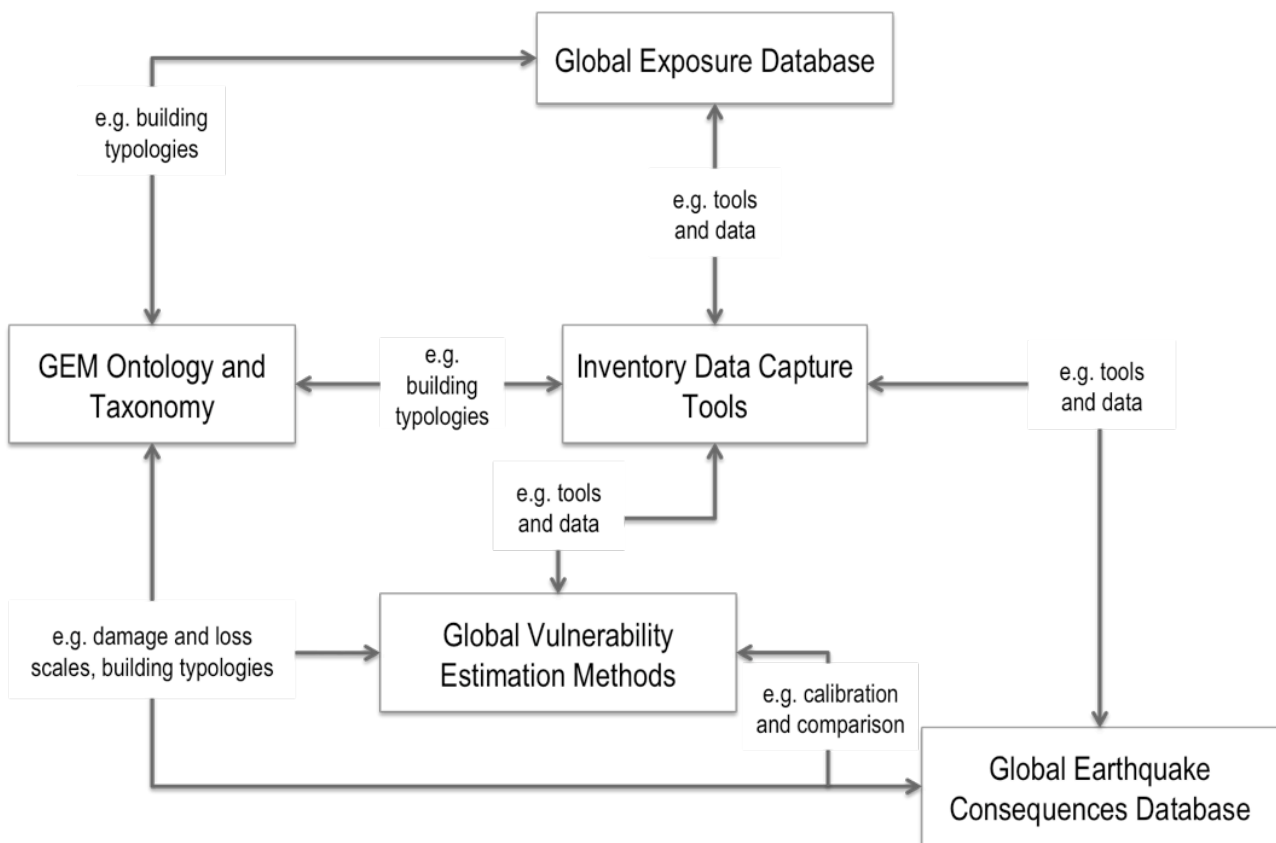 Global Exposure Database
e.g. building
typologies
e.g. tools
and data
GEM Ontology and
Taxonomy
e.g.
building
typologies
Inventory Data Capture
Tools
e.g. tools
and data
e.g. tools
and data
e.g. damage and loss
scales, building typologies
Global Vulnerability
Estimation Methods
e.g. calibration
and comparison
Global Earthquake
Consequences Database